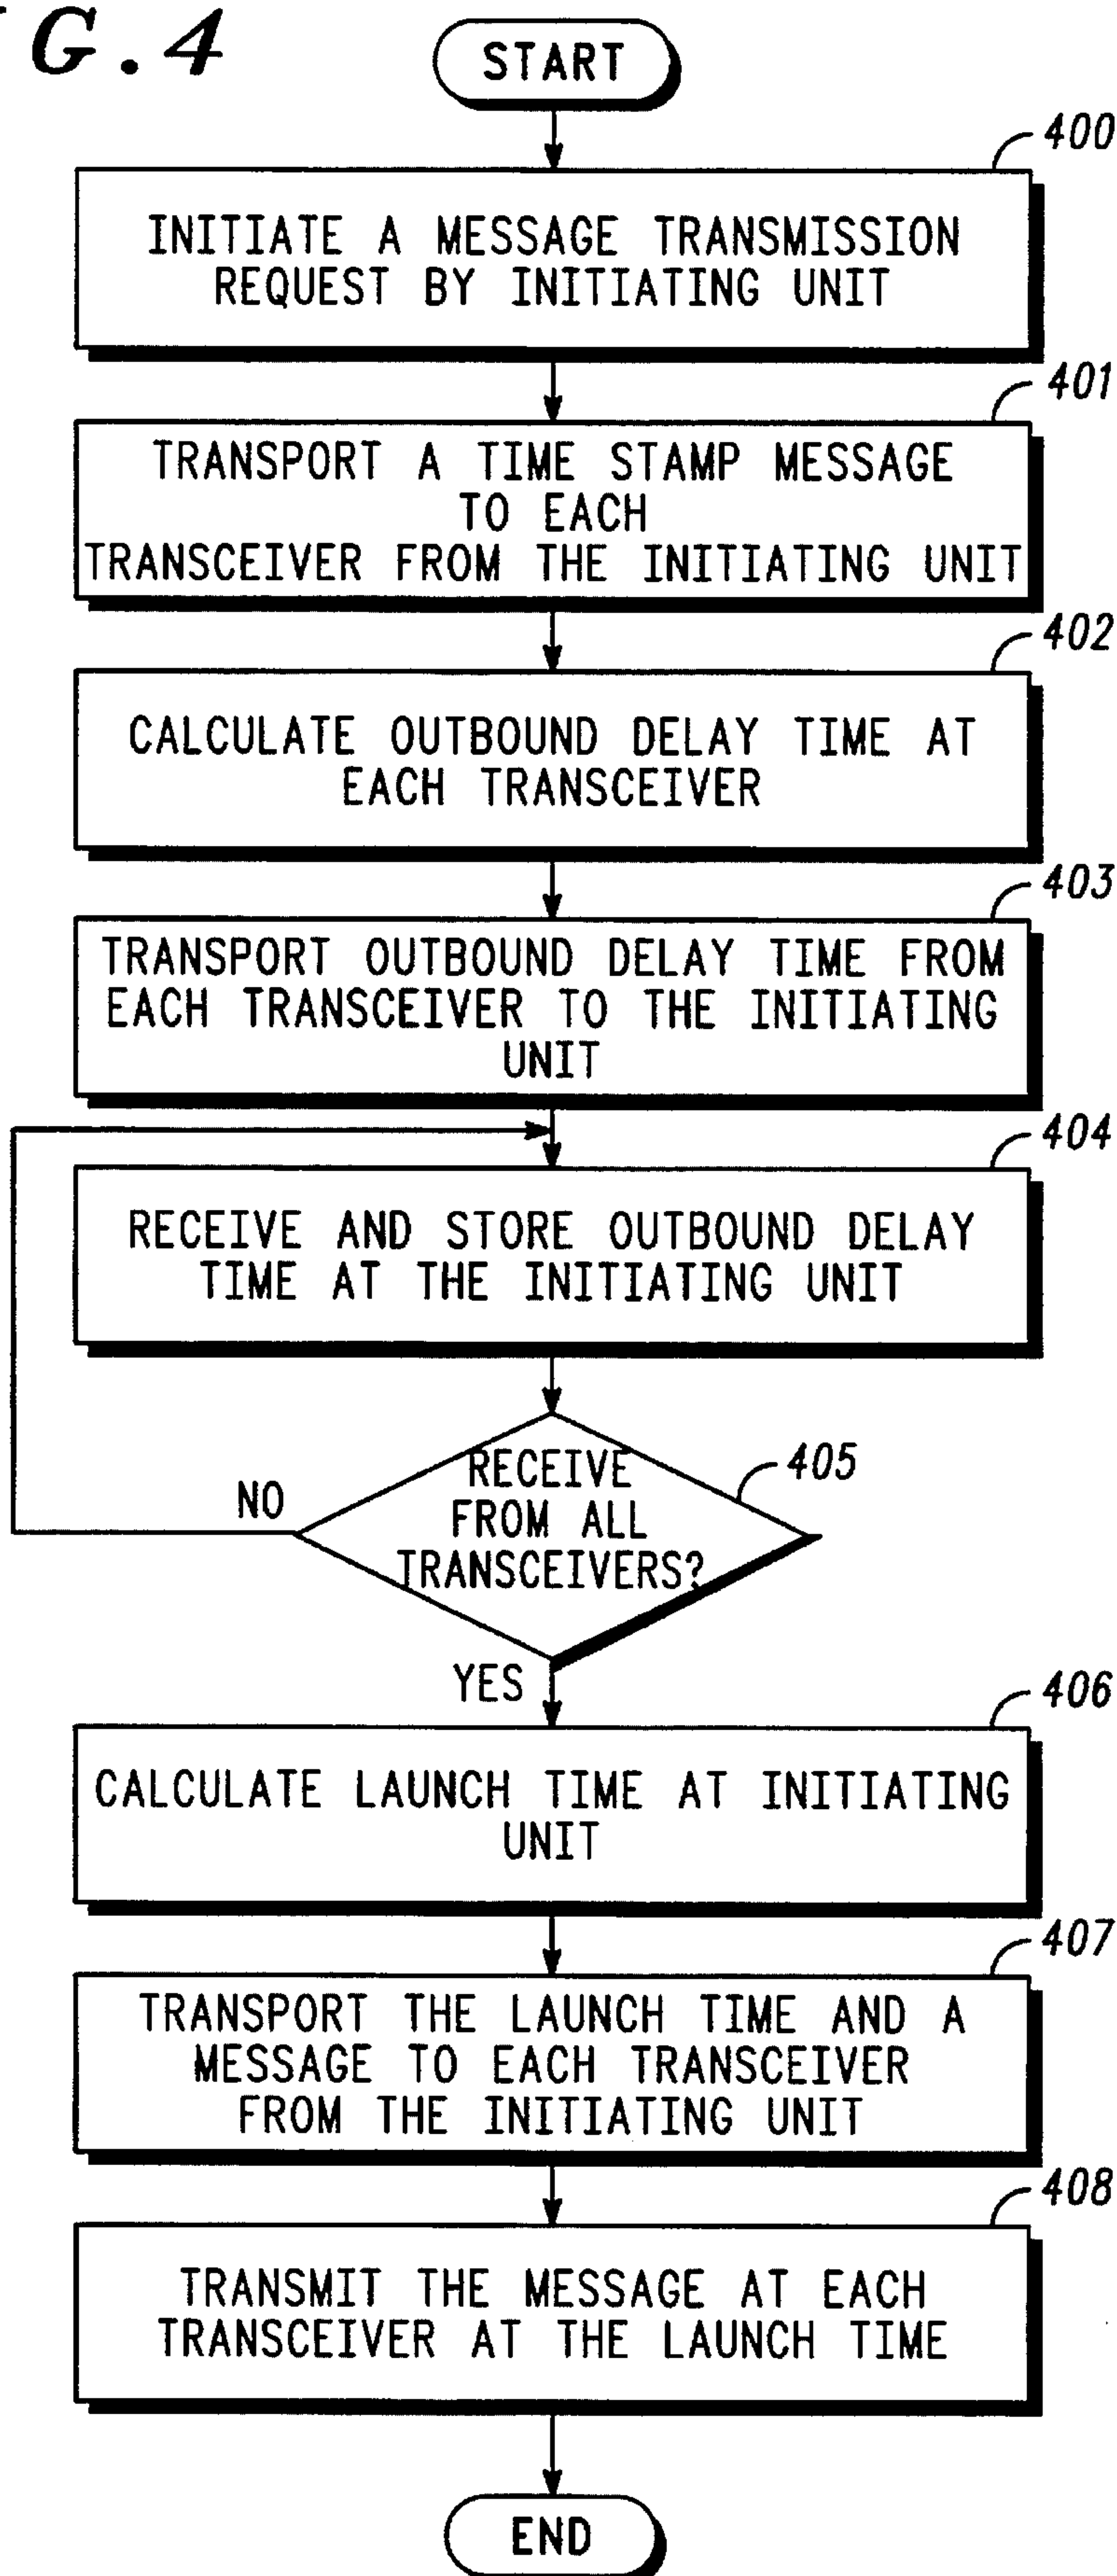 G.4
START
400
INITIATE A MESSAGE TRANSMISSION
REQUEST BY INITIATING UNIT
401
TRANSPORT A TIME STAMP MESSAGE
TO EACH
TRANSCEIVER FROM THE INITIATING UNIT
402
CALCULATE OUTBOUND DELAY TIME AT
EACH TRANSCEIVER
403
TRANSPORT OUTBOUND DELAY TIME FROM
EACH TRANSCEIVER TO THE INITIATING
UNIT
404
RECEIVE AND STORE OUTBOUND DELAY
TIME AT THE INITIATING UNIT
405
RECEIVE
FROM ALL
TRANSCEIVERS?
NO
YES
406
CALCULATE LAUNCH TIME AT INITIATING
UNIT
407
TRANSPORT THE LAUNCH TIME AND A
MESSAGE TO EACH TRANSCEIVER
FROM THE INITIATING UNIT
408
TRANSMIT THE MESSAGE AT EACH
TRANSCEIVER AT THE LAUNCH TIME
END